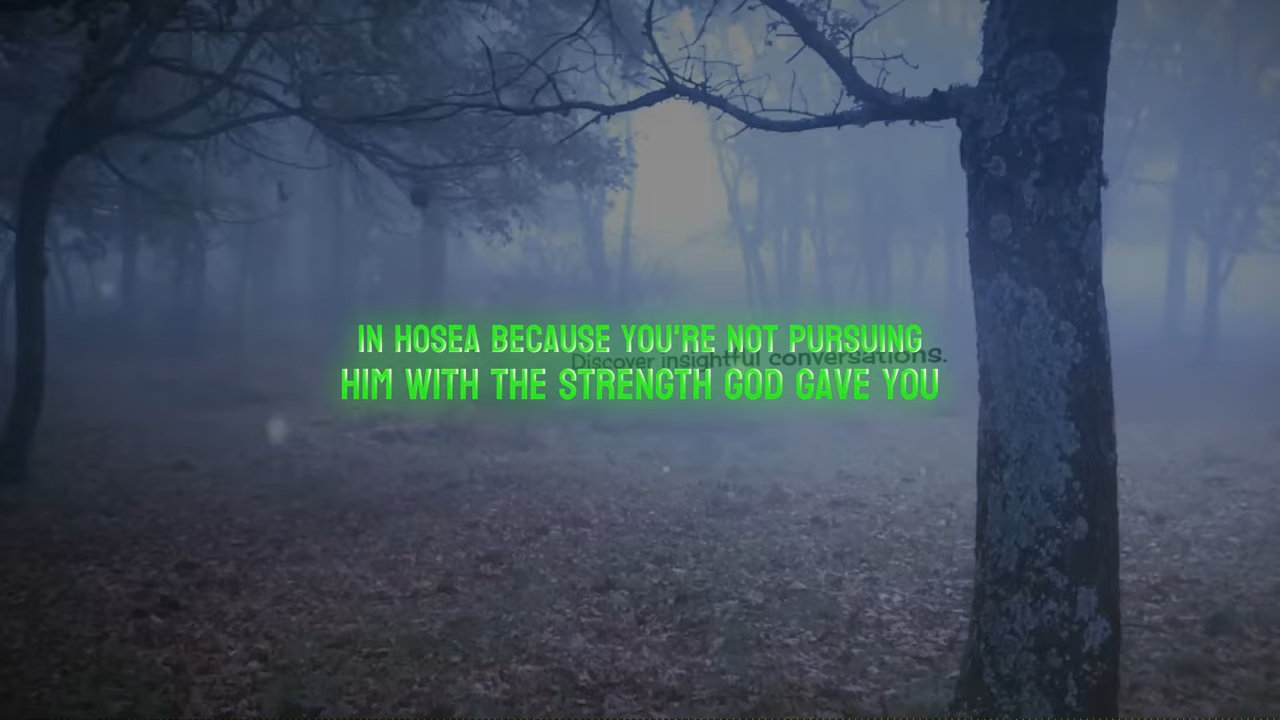 IN HOSEA BECAUSE YOU'RE NOT PURSUING
Discover insightful conversations.
HIM WITH THE STRENGTH GOD GAVE YOU